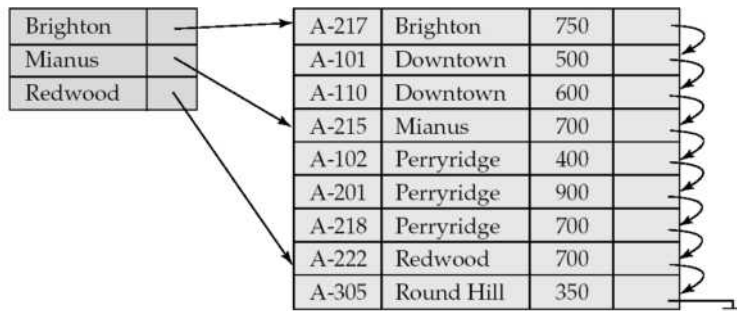 Brighton
Mianus
Redwood
A-217 Brighton 750
A-101 Downtown 500
A-110 Downtown 600
A-215 Mianus 700
A-102 Perryridge 400
A-201 Perryridge 900
A-218 Perryridge 700
A-222 Redwood 700
A-305 Round Hill 350